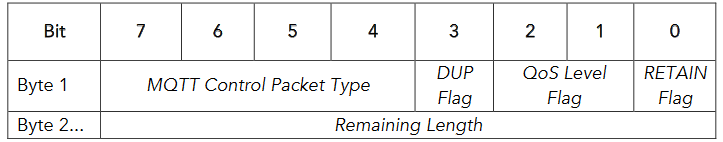 Bit 7 6 5 4 3 2 1 0
Byte 1 MQTT Control Packet Type DUP Flag QoS Level Flag RETAIN Flag
Byte 2... Remaining Length